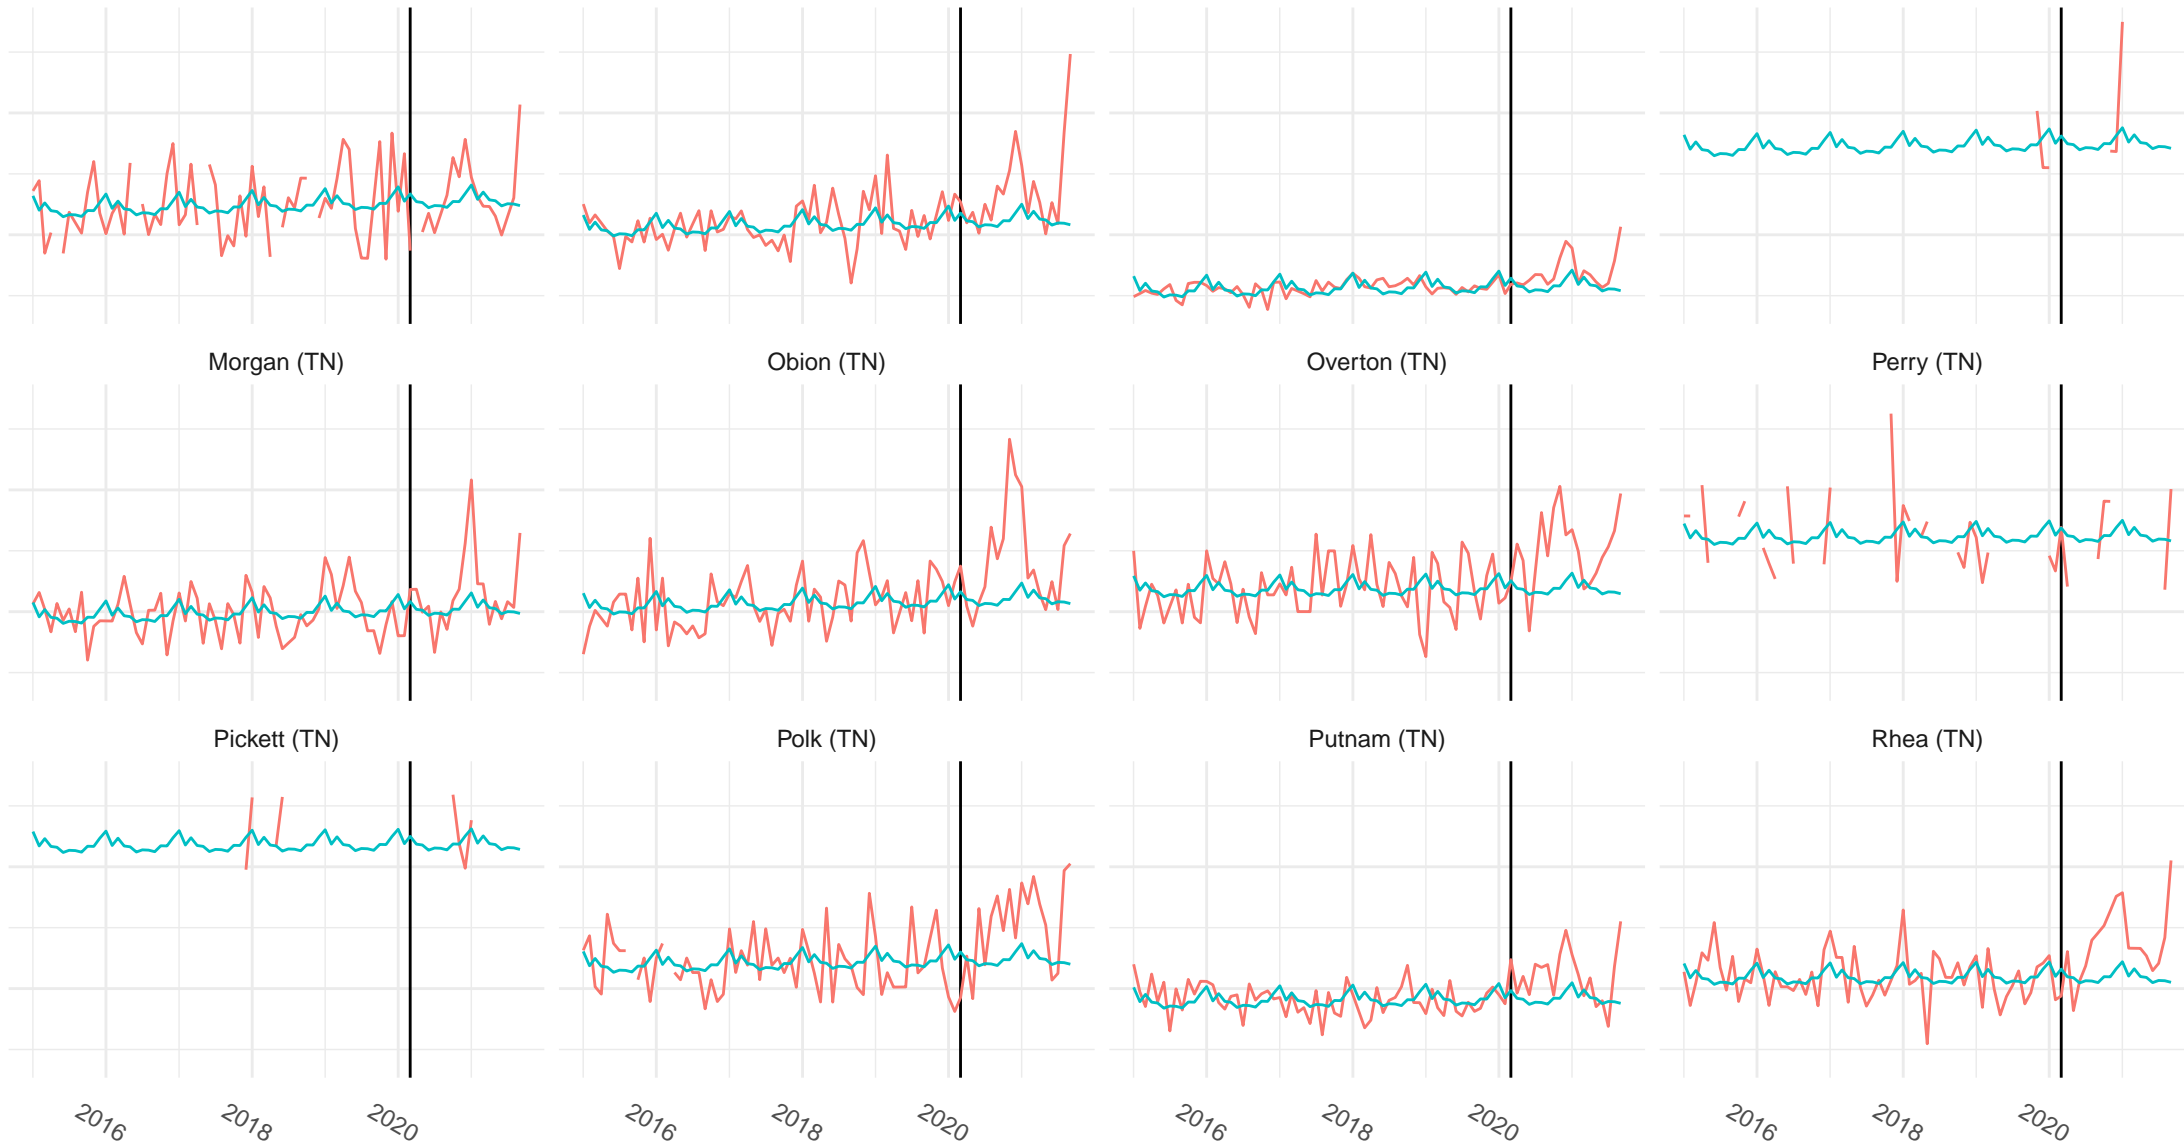 Morgan (TN) Obion (TN) Overton (TN) Perry (TN)
Pickett (TN) Polk (TN) Putnam (TN) Rhea (TN)
2016 2018 2020 2016 2018 2020 2016 2018 2020 2016 2018 2020